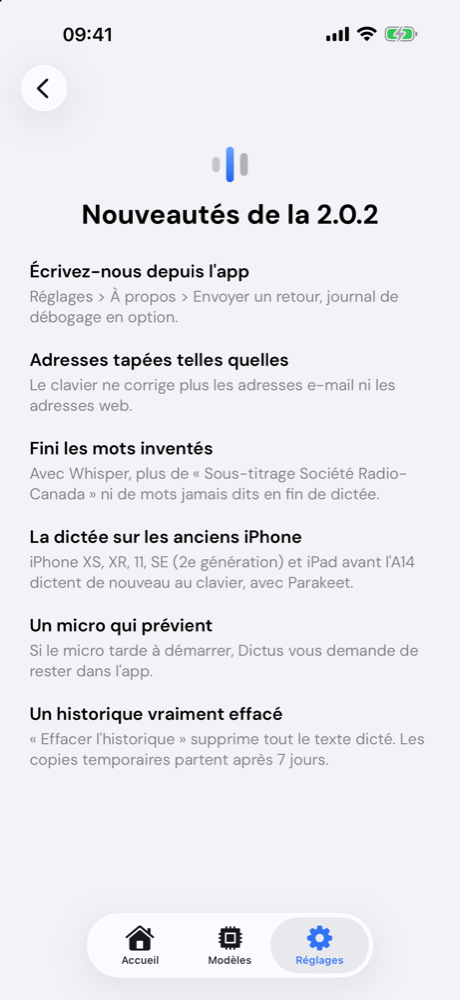 09:41
Nouveautés de la 2.0.2
Écrivez-nous depuis l'app
Réglages > À propos > Envoyer un retour, journal de
débogage en option.
Adresses tapées telles quelles
Le clavier ne corrige plus les adresses e-mail ni les
adresses web.
Fini les mots inventés
Avec Whisper, plus de « Sous-titrage Société Radio-
Canada » ni de mots jamais dits en fin de dictée.
La dictée sur les anciens iPhone
iPhone XS, XR, 11, SE (2e génération) et iPad avant l'A14
dictent de nouveau au clavier, avec Parakeet.
Un micro qui prévient
Si le micro tarde à démarrer, Dictus vous demande de
rester dans l'app.
Un historique vraiment effacé
« Effacer l'historique » supprime tout le texte dicté. Les
copies temporaires partent après 7 jours.
Accueil
Modèles
Réglages